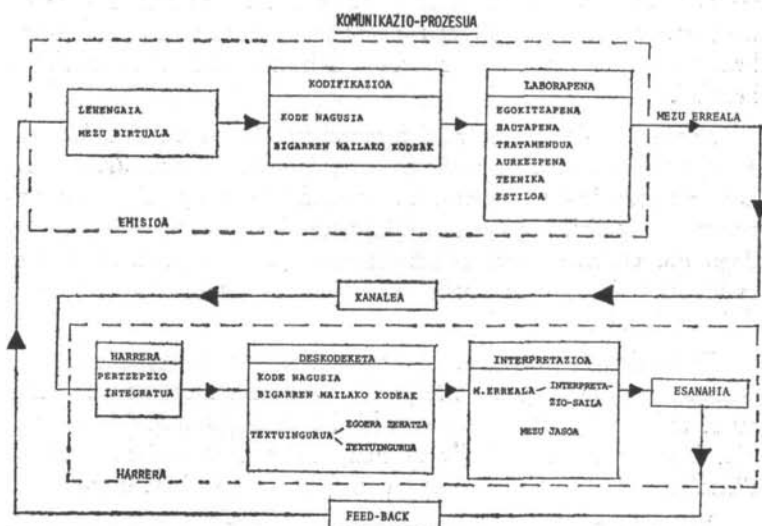 KOMUNIKAZIO-PROZESUA
LEHENGAIA
MEZU BIRTUALA
KODIFIKAZIOA
KODE NAGUSIA
BIGARREN MAILAKO KODEAK
LABORAPENA
EGOKITZAPENA
HAUTAPENA
TRATAMENDUA
AURKEZPENA
TEKNIKA
ESTILOA
MEZU ERREALA
EMISIOA
KANALEA
HARRERA
PERTZEPZIO
INTEGRATUA
DESKODEKETA
KODE NAGUSIA
BIGARREN MAILAKO KODEAK
TEXTUINGURUA
EGOERA ZEHATZA
TEXTUINGURUA
INTERPRETAZIOA
M.ERREALA
INTERPRETA-
ZIO-SAILA
MEZU JASOA
ESANAHIA
HARRERA
FEED-BACK